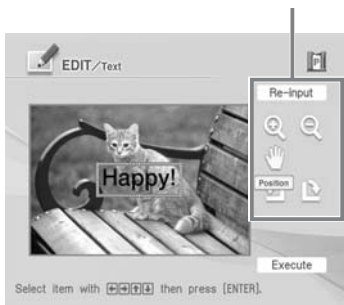 EDIT/Text
P
Re-input
Happy!
Position
Execute
Select item with ←→↑↓ then press [ENTER].